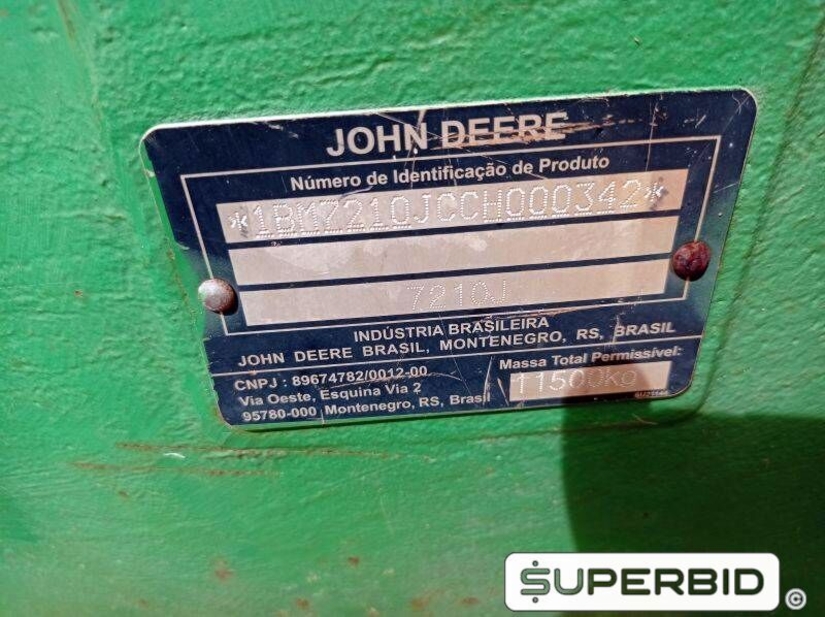 JOHN DEERE
Número de Identificação de Produto
*1BM7210JCCH000342*
7210J
INDÚSTRIA BRASILEIRA
JOHN DEERE BRASIL, MONTENEGRO, RS, BRASIL
CNPJ : 89674782/0012-00
Via Oeste, Esquina Via 2
95780-000 Montenegro, RS, Brasil
Massa Total Permissível:
11500kg
SUPERBID ©